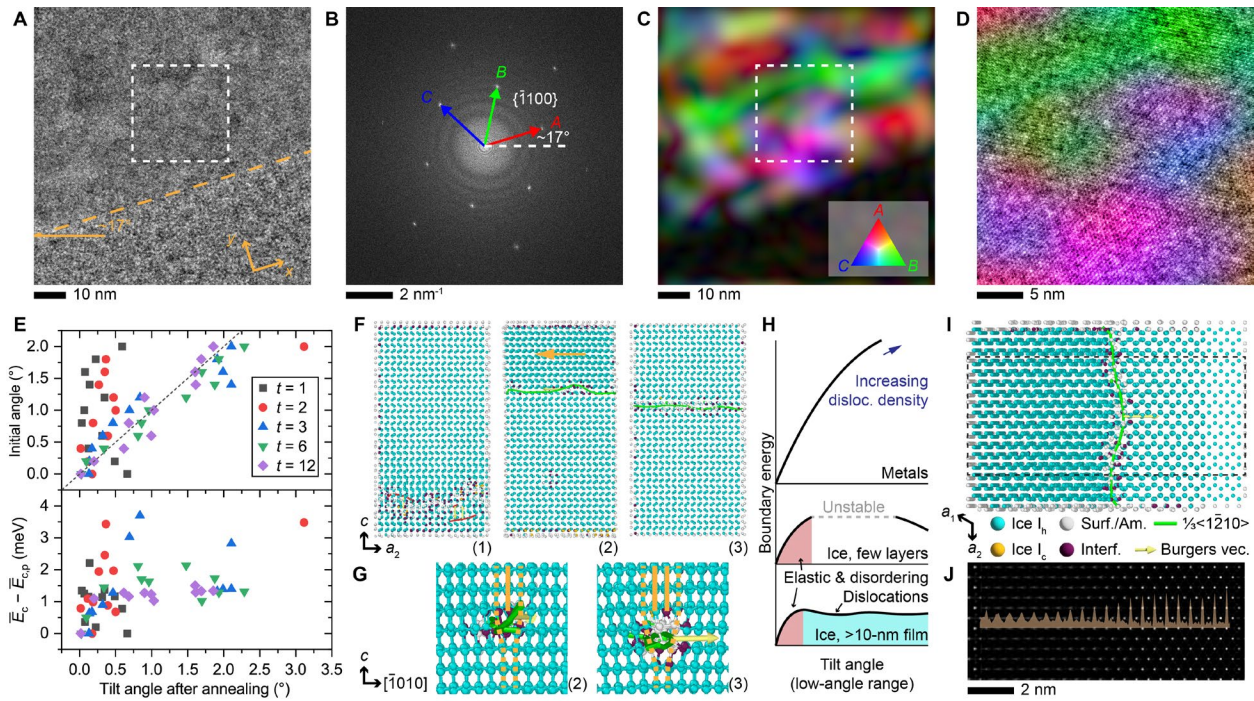 A
~17°
y
x
10 nm
B
C
B
A
{1̄100}
~17°
2 nm⁻¹
C
A
C
B
10 nm
D
5 nm
E
Initial angle (°)
2.0
1.5
1.0
0.5
0.0
t = 1
t = 2
t = 3
t = 6
t = 12
E̅c − E̅c,p (meV)
4
3
2
1
0
0.0 0.5 1.0 1.5 2.0 2.5 3.0 3.5
Tilt angle after annealing (°)
F
c
a₂
(1)
(2)
(3)
G
c
[1̄010]
(2)
(3)
H
Boundary energy
Increasing
disloc. density
Metals
Unstable
Ice, few layers
Elastic & disordering
Dislocations
Ice, >10-nm film
Tilt angle
(low-angle range)
I
a₁
a₂
Ice Iₕ
Surf./Am.
⅓<12̄10>
Ice I꜀
Interf.
Burgers vec.
J
2 nm